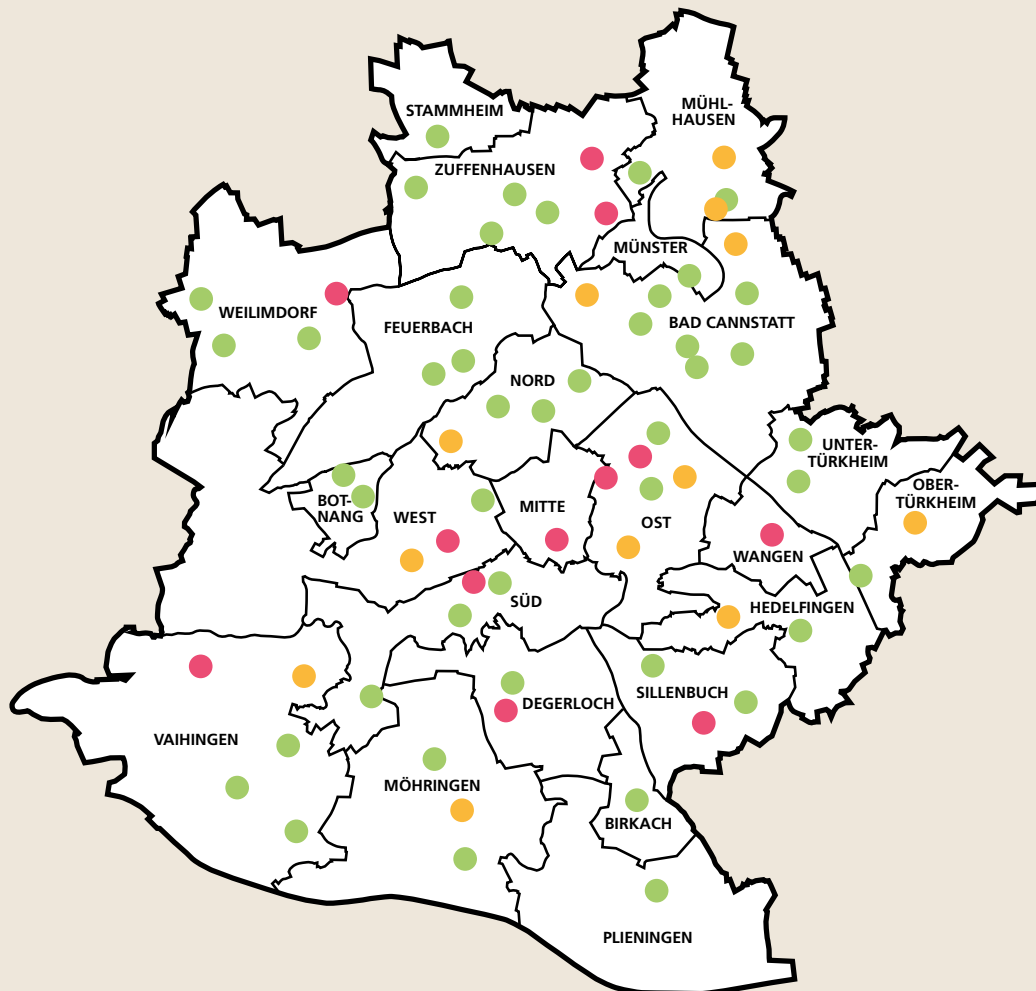 MÜHL-
HAUSEN
STAMMHEIM
ZUFFENHAUSEN
MÜNSTER
WEILIMDORF
FEUERBACH
BAD CANNSTATT
NORD
UNTER-
TÜRKHEIM
OBER-
TÜRKHEIM
BOT-
NANG
WEST
MITTE
OST
WANGEN
SÜD
HEDELFINGEN
DEGERLOCH
SILLENBUCH
VAIHINGEN
MÖHRINGEN
BIRKACH
PLIENINGEN